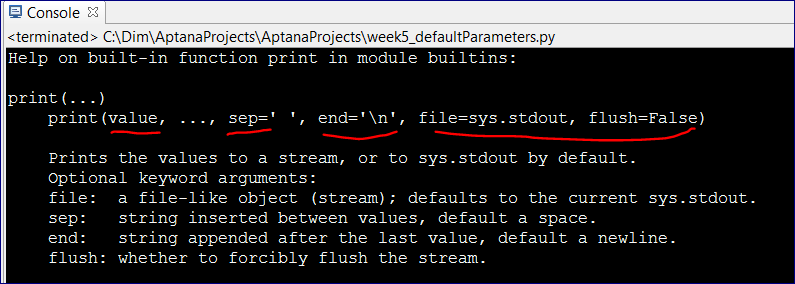 Console
<terminated> C:\Dim\AptanaProjects\AptanaProjects\week5_defaultParameters.py
Help on built-in function print in module builtins:
print(...)
print(value, ..., sep=' ', end='\n', file=sys.stdout, flush=False)
Prints the values to a stream, or to sys.stdout by default.
Optional keyword arguments:
file:  a file-like object (stream); defaults to the current sys.stdout.
sep:   string inserted between values, default a space.
end:   string appended after the last value, default a newline.
flush: whether to forcibly flush the stream.